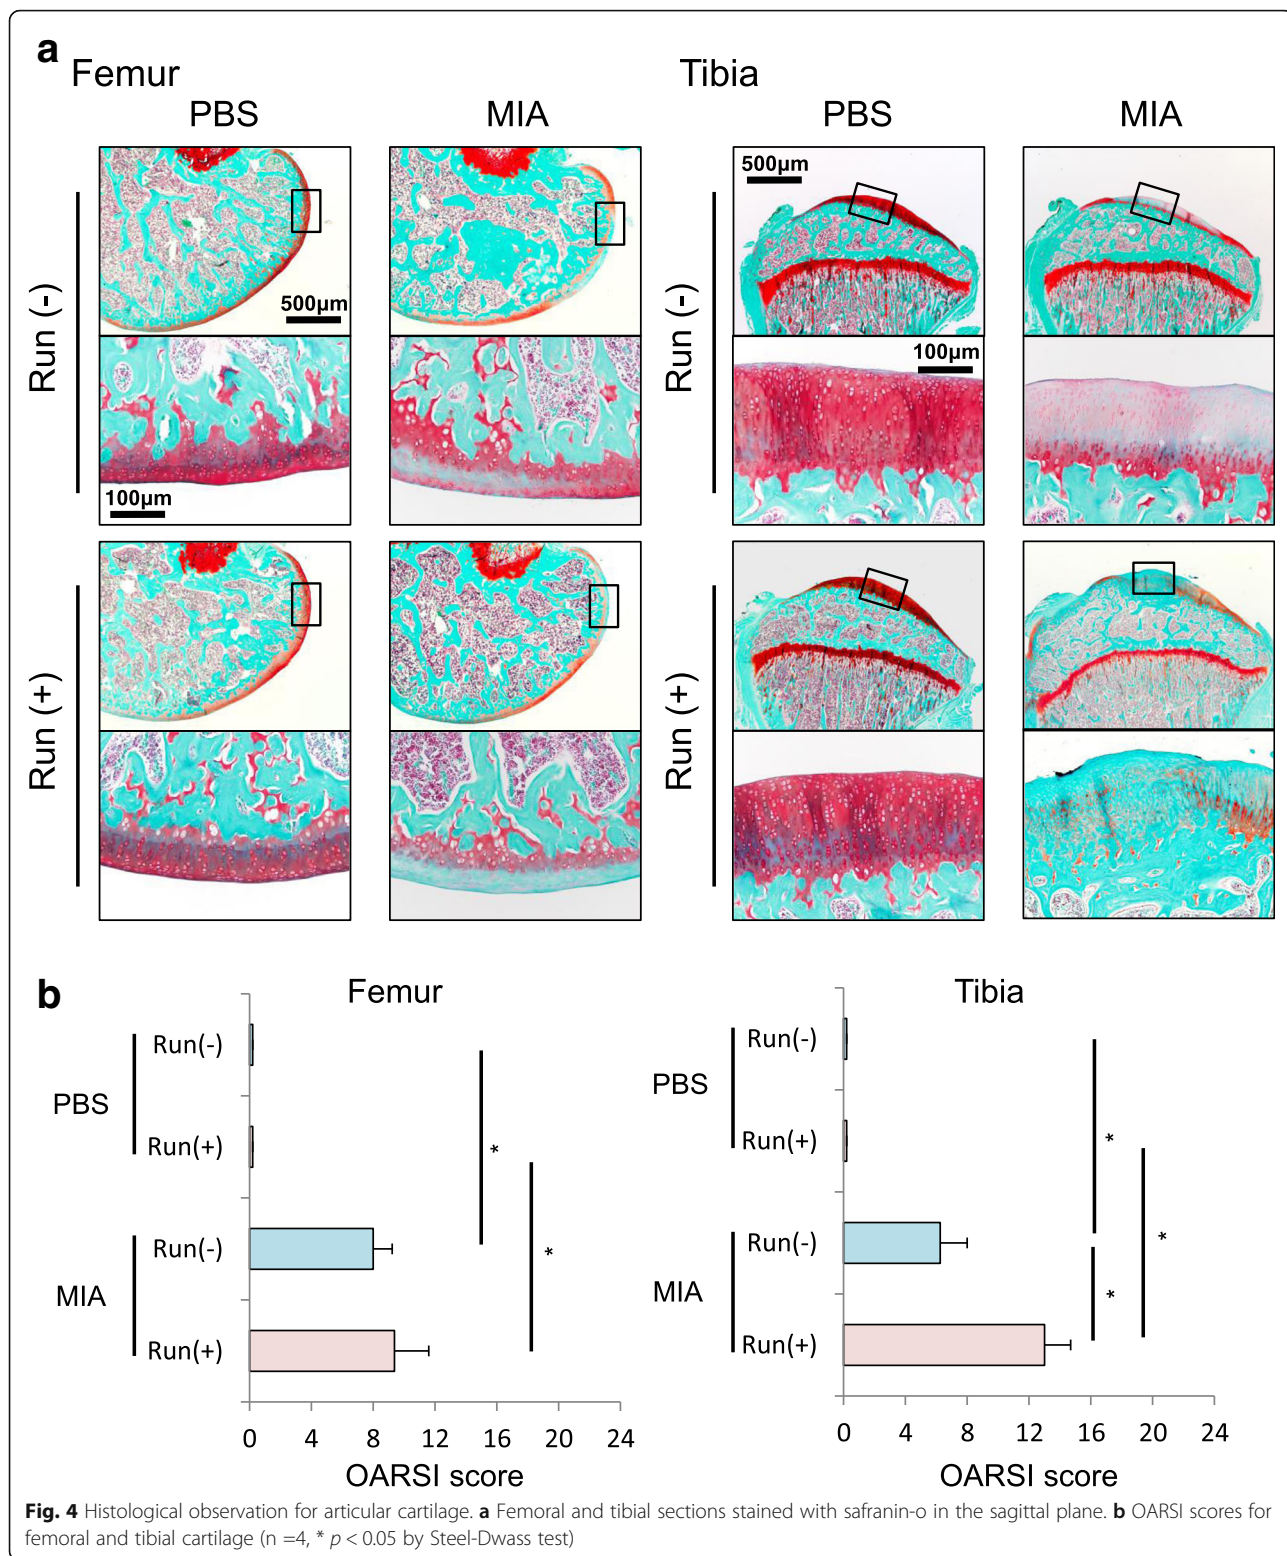 a
Femur
Tibia
PBS
MIA
PBS
MIA
Run (-)
500µm
100µm
Run (-)
500µm
100µm
Run (+)
Run (+)
b
Femur
PBS
Run(-)
Run(+)
MIA
Run(-)
Run(+)
*
*
0 4 8 12 16 20 24
OARSI score
Tibia
PBS
Run(-)
Run(+)
MIA
Run(-)
Run(+)
*
*
*
0 4 8 12 16 20 24
OARSI score
Fig. 4 Histological observation for articular cartilage. a Femoral and tibial sections stained with safranin-o in the sagittal plane. b OARSI scores for
femoral and tibial cartilage (n =4, * p < 0.05 by Steel-Dwass test)